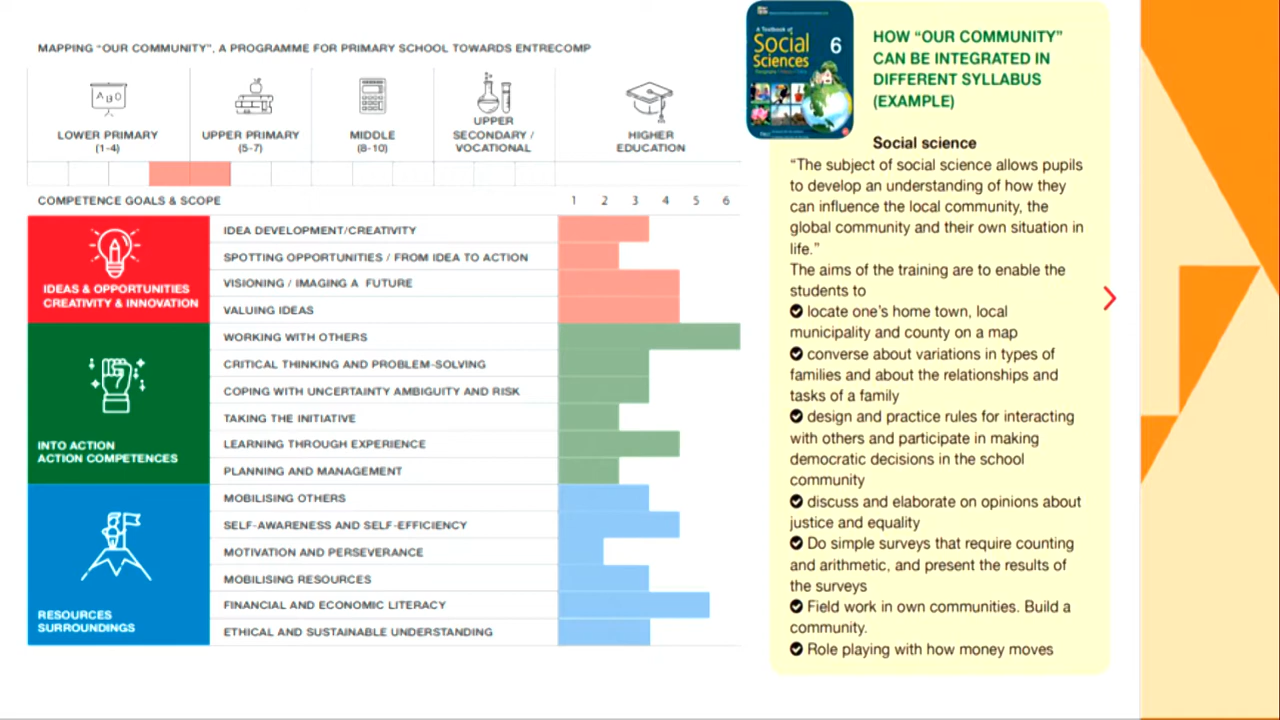 MAPPING “OUR COMMUNITY”, A PROGRAMME FOR PRIMARY SCHOOL TOWARDS ENTRECOMP
A B
LOWER PRIMARY
(1-4)
UPPER PRIMARY
(5-7)
MIDDLE
(8-10)
UPPER
SECONDARY /
VOCATIONAL
HIGHER
EDUCATION
COMPETENCE GOALS & SCOPE
1 2 3 4 5 6
IDEAS & OPPORTUNITIES
CREATIVITY & INNOVATION
IDEA DEVELOPMENT/CREATIVITY
SPOTTING OPPORTUNITIES / FROM IDEA TO ACTION
VISIONING / IMAGING A FUTURE
VALUING IDEAS
INTO ACTION
ACTION COMPETENCES
WORKING WITH OTHERS
CRITICAL THINKING AND PROBLEM-SOLVING
COPING WITH UNCERTAINTY AMBIGUITY AND RISK
TAKING THE INITIATIVE
LEARNING THROUGH EXPERIENCE
PLANNING AND MANAGEMENT
RESOURCES
SURROUNDINGS
MOBILISING OTHERS
SELF-AWARENESS AND SELF-EFFICIENCY
MOTIVATION AND PERSEVERANCE
MOBILISING RESOURCES
FINANCIAL AND ECONOMIC LITERACY
ETHICAL AND SUSTAINABLE UNDERSTANDING
A Textbook of
Social
Sciences
6
HOW “OUR COMMUNITY”
CAN BE INTEGRATED IN
DIFFERENT SYLLABUS
(EXAMPLE)
Social science
“The subject of social science allows pupils
to develop an understanding of how they
can influence the local community, the
global community and their own situation in
life.”
The aims of the training are to enable the
students to
locate one’s home town, local
municipality and county on a map
converse about variations in types of
families and about the relationships and
tasks of a family
design and practice rules for interacting
with others and participate in making
democratic decisions in the school
community
discuss and elaborate on opinions about
justice and equality
Do simple surveys that require counting
and arithmetic, and present the results of
the surveys
Field work in own communities. Build a
community.
Role playing with how money moves